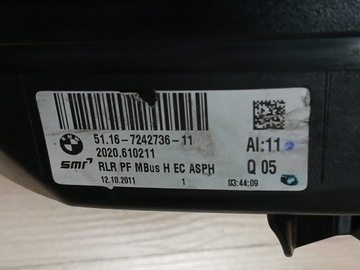 51.16-7242736-11
2020.610211
smr
RLR PF MBus H EC ASPH
12.10.2011 1
AI:11
Q 05
03:44:09